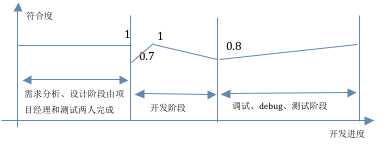 符合度
1
1
0.7
0.8
需求分析、设计阶段由项
目经理和测试两人完成
开发阶段
调试、debug、测试阶段
开发进度